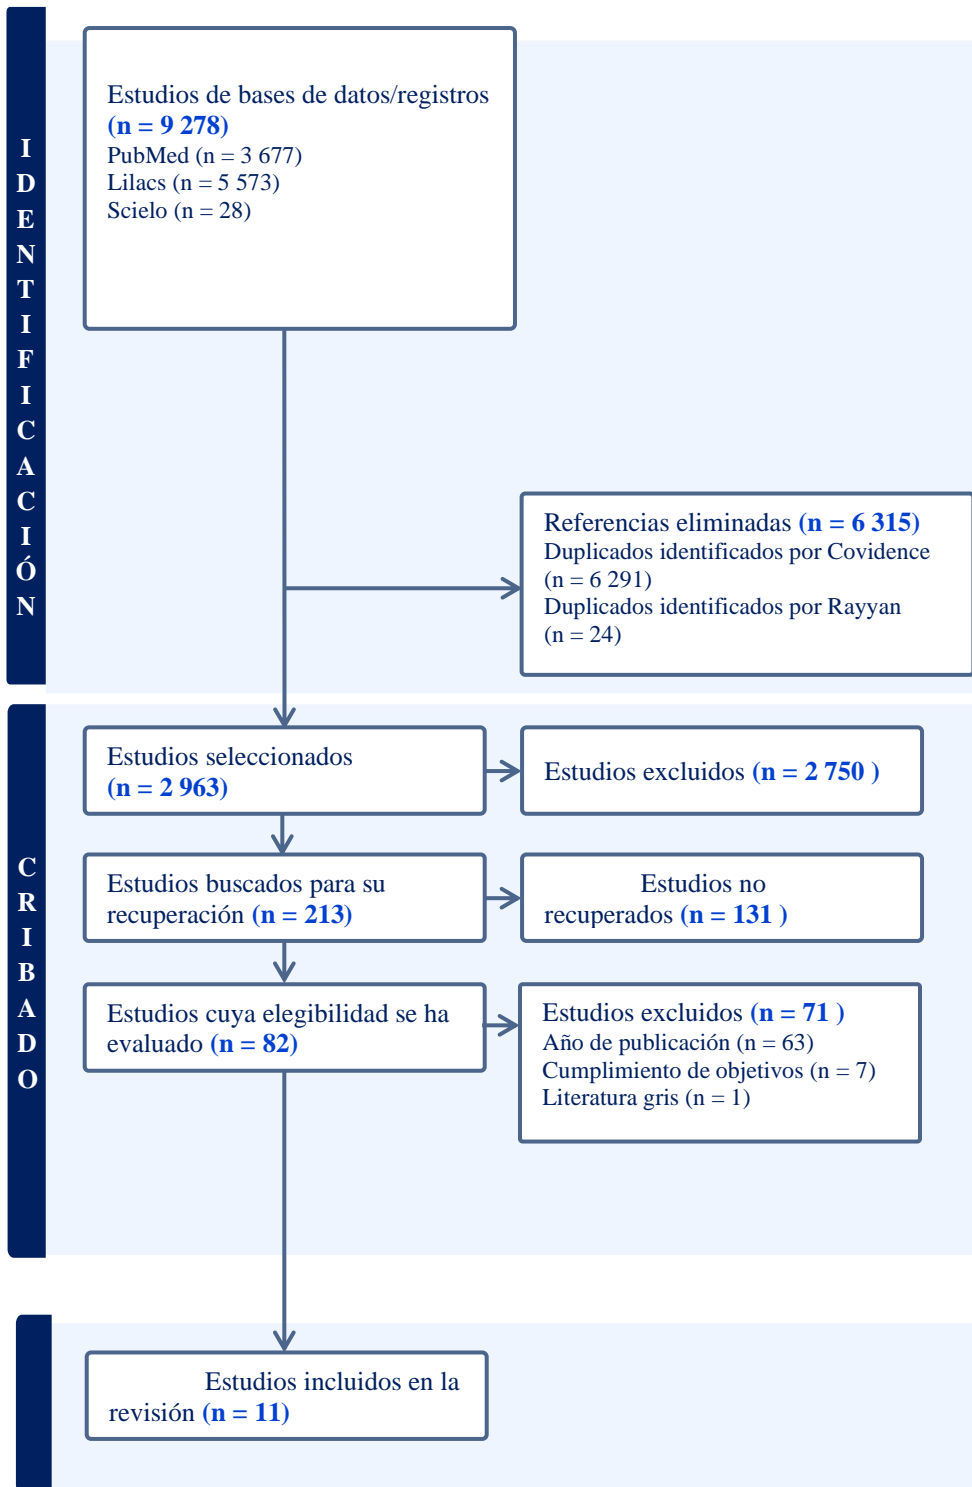 IDENTIFICACIÓN
Estudios de bases de datos/registros
(n = 9 278)
PubMed (n = 3 677)
Lilacs (n = 5 573)
Scielo (n = 28)
Referencias eliminadas (n = 6 315)
Duplicados identificados por Covidence
(n = 6 291)
Duplicados identificados por Rayyan
(n = 24)
CRIBADO
Estudios seleccionados
(n = 2 963)
Estudios excluidos (n = 2 750 )
Estudios buscados para su
recuperación (n = 213)
Estudios no
recuperados (n = 131 )
Estudios cuya elegibilidad se ha
evaluado (n = 82)
Estudios excluidos (n = 71 )
Año de publicación (n = 63)
Cumplimiento de objetivos (n = 7)
Literatura gris (n = 1)
Estudios incluidos en la
revisión (n = 11)